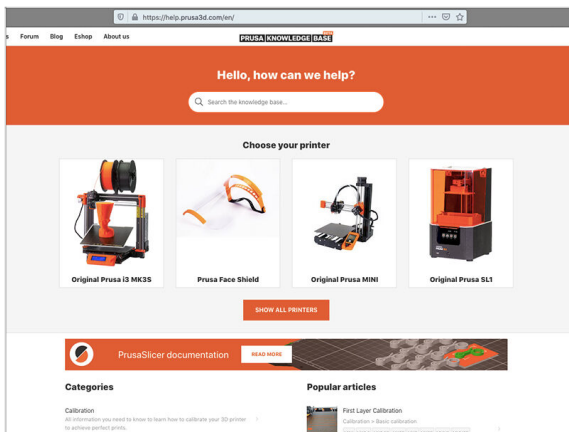 https://help.prusa3d.com/en/
s Forum Blog Eshop About us
PRUSA KNOWLEDGE BASE
Hello, how can we help?
Search the knowledge base...
Choose your printer
Original Prusa i3 MK3S
Prusa Face Shield
Original Prusa MINI
Original Prusa SL1
SHOW ALL PRINTERS
PrusaSlicer documentation READ MORE
Categories
Calibration
All information you need to know to learn how to calibrate your 3D printer
to achieve perfect prints.
Popular articles
First Layer Calibration
Calibration > Basic calibration